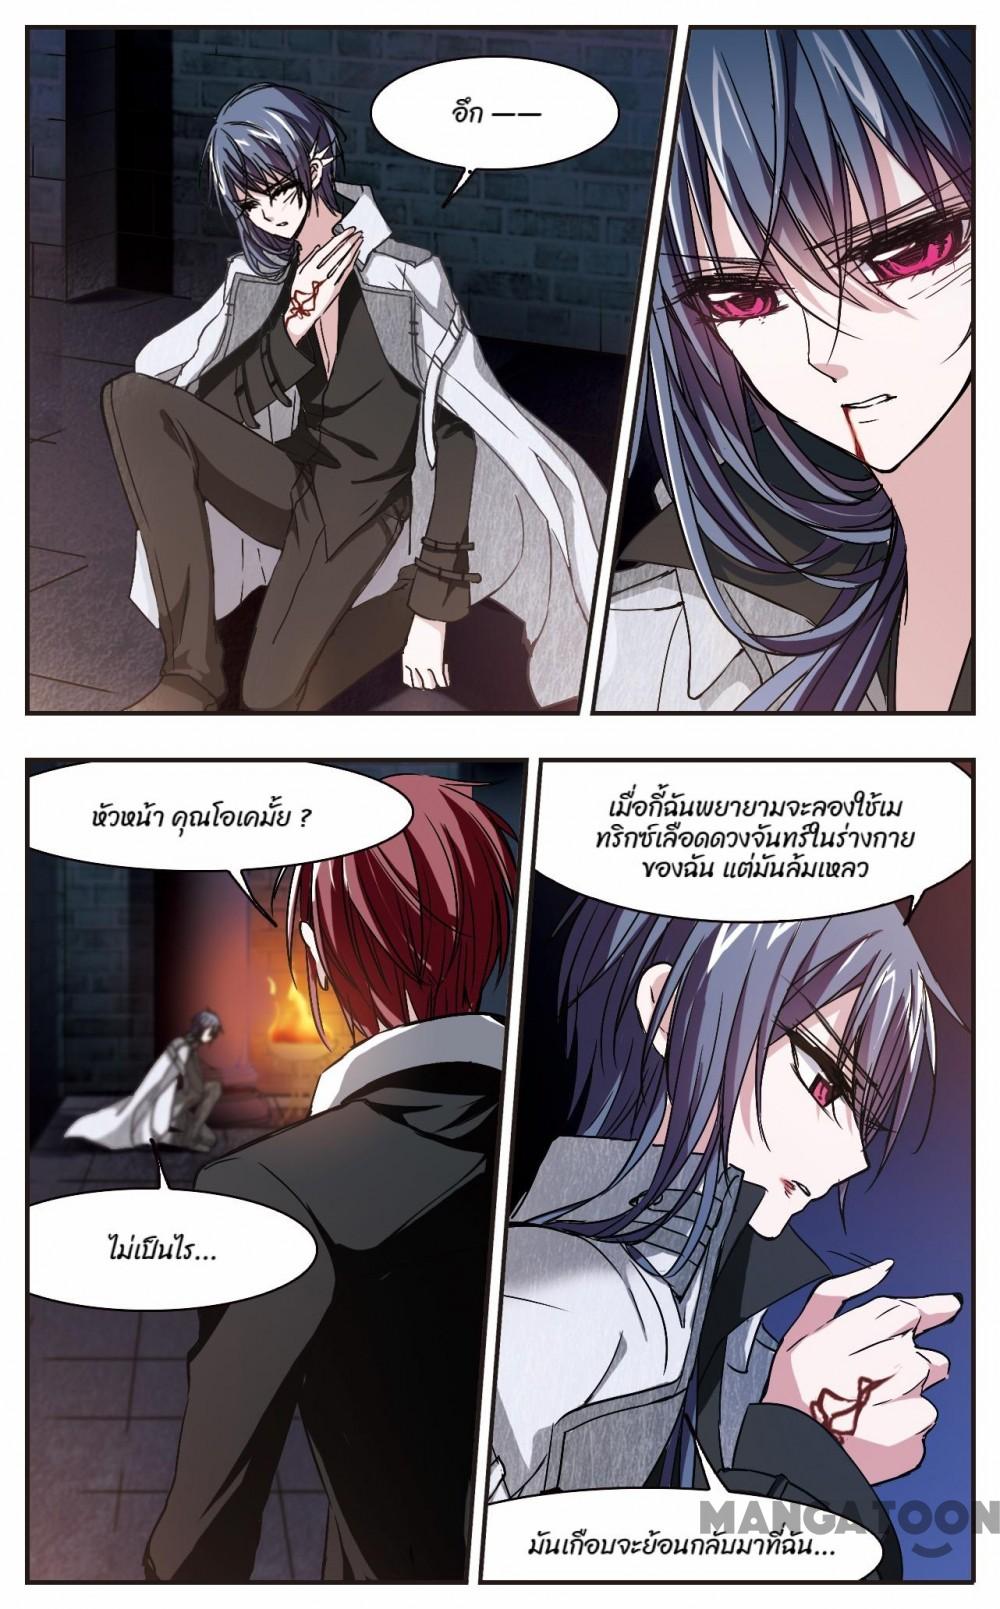 อึก ——
หัวหน้า คุณโอเคมั้ย ?
ไม่เป็นไร...
เมื่อกี้ฉันพยายามจะลองใช้เม
ทริกซ์เลือดดวงจันทร์ในร่างกาย
ของฉัน แต่มันล้มเหลว
มันเกือบจะย้อนกลับมาที่ฉัน...
MANGATOON